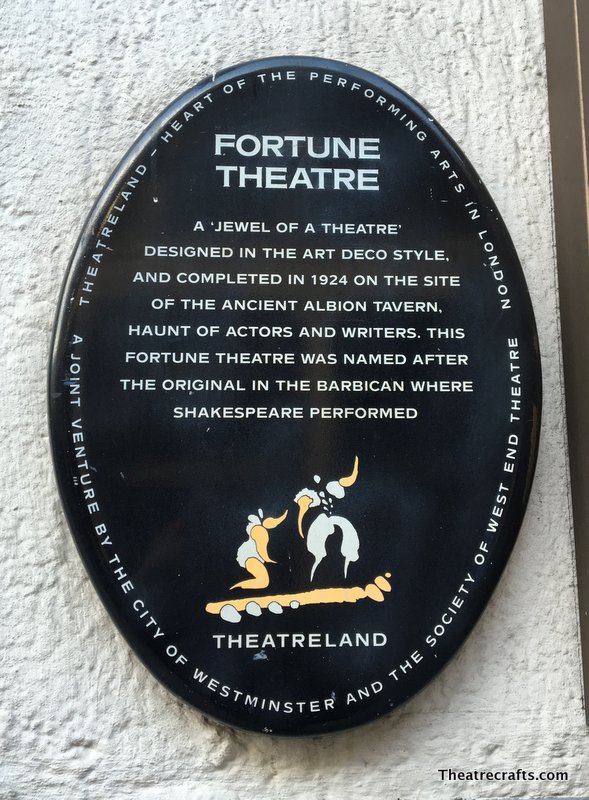 THEATRELAND – HEART OF THE PERFORMING ARTS IN LONDON
FORTUNE
THEATRE
A 'JEWEL OF A THEATRE'
DESIGNED IN THE ART DECO STYLE,
AND COMPLETED IN 1924 ON THE SITE
OF THE ANCIENT ALBION TAVERN,
HAUNT OF ACTORS AND WRITERS. THIS
FORTUNE THEATRE WAS NAMED AFTER
THE ORIGINAL IN THE BARBICAN WHERE
SHAKESPEARE PERFORMED
THEATRELAND
A JOINT VENTURE BY THE CITY OF WESTMINSTER AND THE SOCIETY OF WEST END THEATRE
Theatrecrafts.com